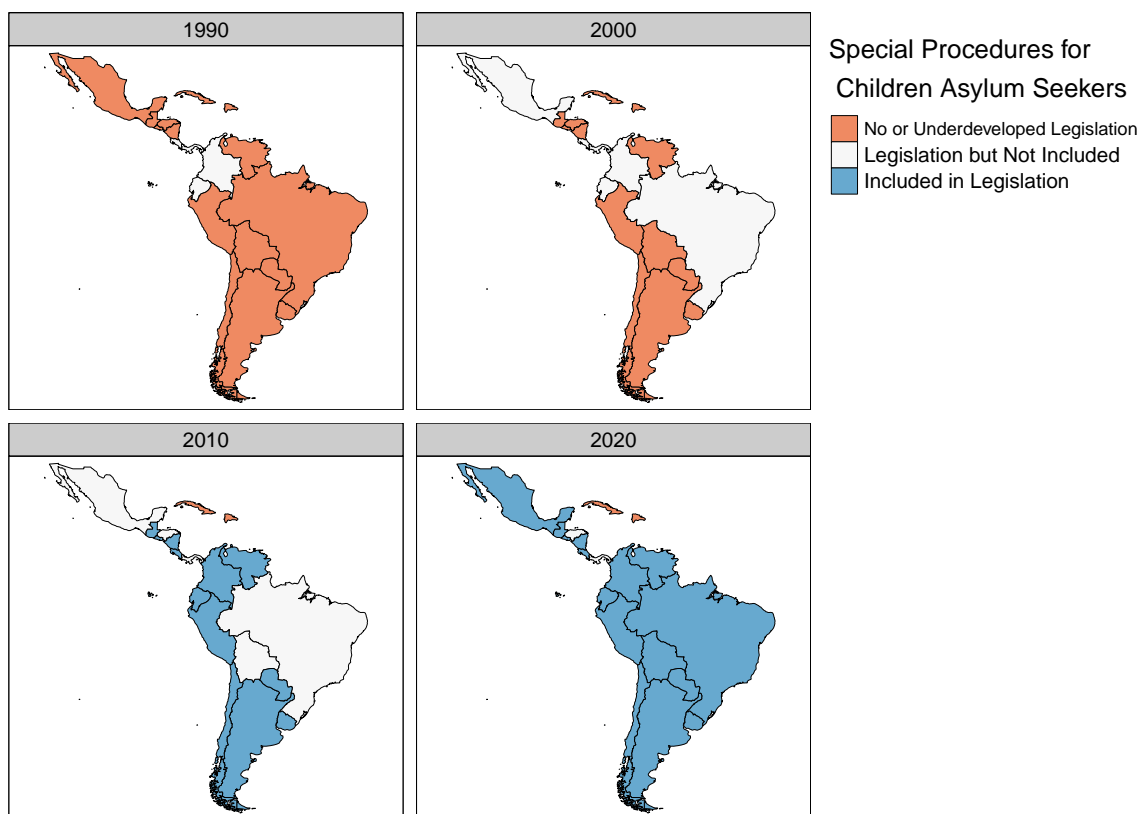 1990
2000
Special Procedures for
Children Asylum Seekers
No or Underdeveloped Legislation
Legislation but Not Included
Included in Legislation
2010
2020